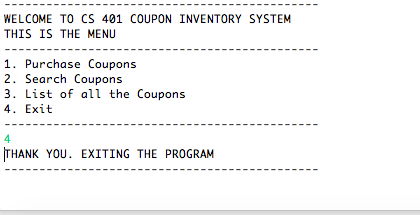 ----------------------------------------------
WELCOME TO CS 401 COUPON INVENTORY SYSTEM
THIS IS THE MENU
----------------------------------------------
1. Purchase Coupons
2. Search Coupons
3. List of all the Coupons
4. Exit
----------------------------------------------
4
THANK YOU. EXITING THE PROGRAM
----------------------------------------------